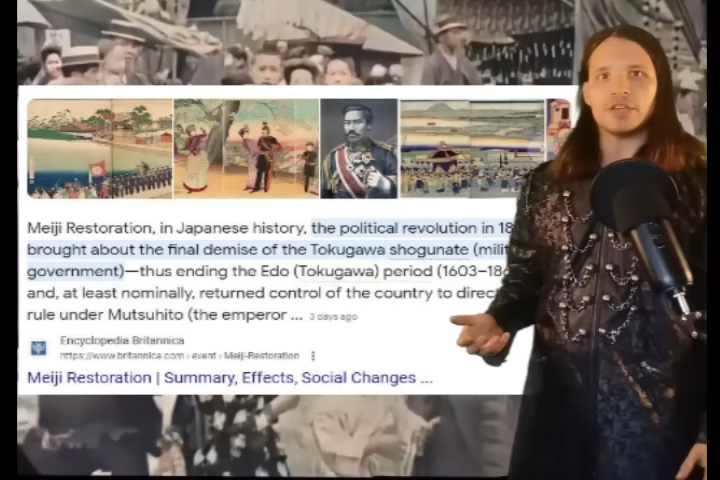 Meiji Restoration, in Japanese history, the political revolution in 18
brought about the final demise of the Tokugawa shogunate (milit
government)—thus ending the Edo (Tokugawa) period (1603–186
and, at least nominally, returned control of the country to direc
rule under Mutsuhito (the emperor ... 3 days ago
Encyclopedia Britannica
https://www.britannica.com › event › Meiji-Restoration
Meiji Restoration | Summary, Effects, Social Changes ...